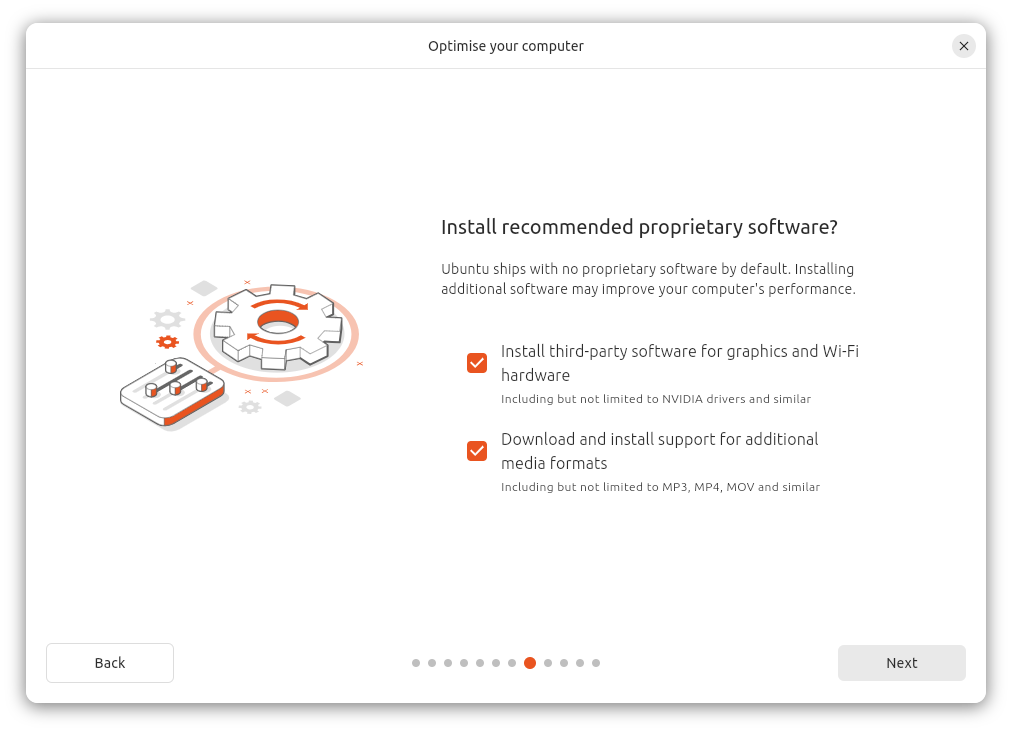 Optimise your computer
Install recommended proprietary software?
Ubuntu ships with no proprietary software by default. Installing
additional software may improve your computer's performance.
Install third-party software for graphics and Wi-Fi
hardware
Including but not limited to NVIDIA drivers and similar
Download and install support for additional
media formats
Including but not limited to MP3, MP4, MOV and similar
Back
Next